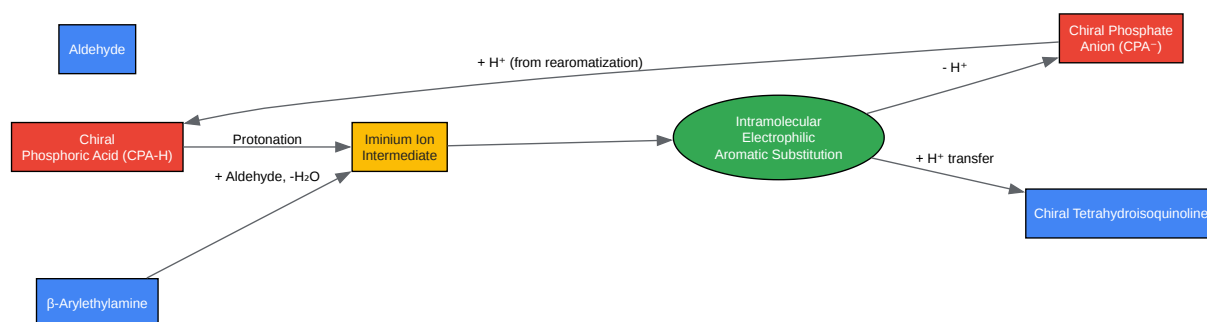 Aldehyde
Chiral Phosphate
Anion (CPA⁻)
+ H⁺ (from rearomatization)
- H⁺
Chiral
Phosphoric Acid (CPA-H)
Protonation
Iminium Ion
Intermediate
Intramolecular
Electrophilic
Aromatic Substitution
+ Aldehyde, -H₂O
+ H⁺ transfer
Chiral Tetrahydroisoquinoline
β-Arylethylamine